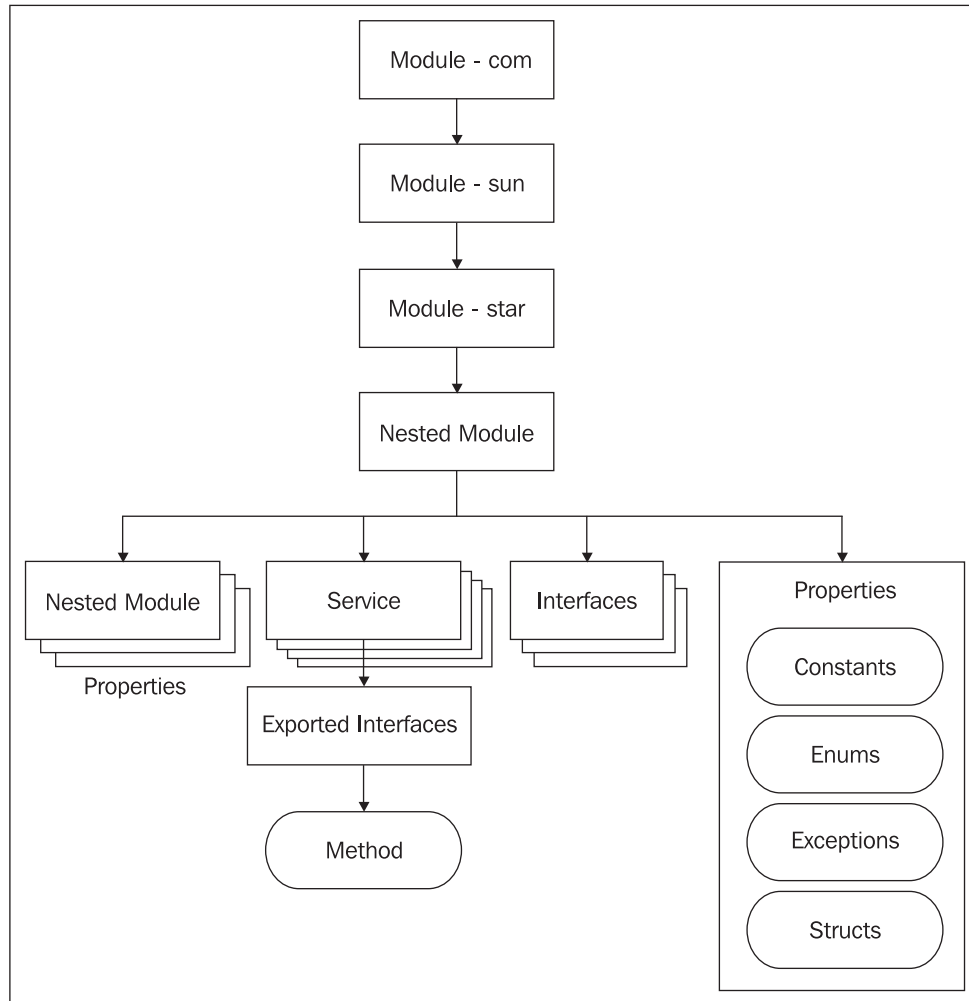 Module - com
Module - sun
Module - star
Nested Module
Nested Module
Service
Interfaces
Properties
Properties
Exported Interfaces
Method
Constants
Enums
Exceptions
Structs